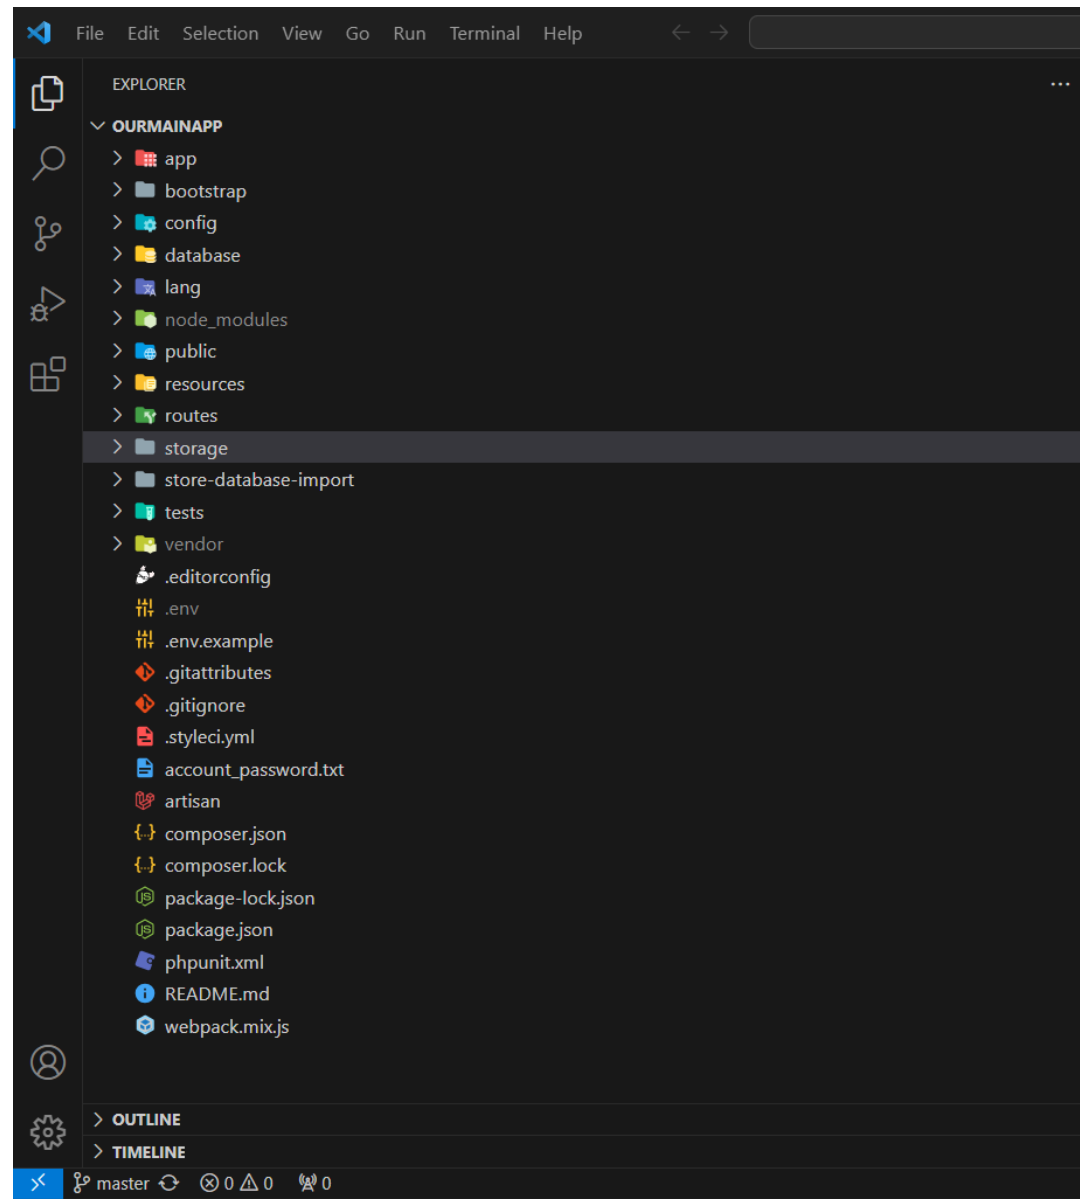 File Edit Selection View Go Run Terminal Help
EXPLORER
OURMAINAPP
app
bootstrap
config
database
lang
node_modules
public
resources
routes
storage
store-database-import
tests
vendor
.editorconfig
.env
.env.example
.gitattributes
.gitignore
.styleci.yml
account_password.txt
artisan
composer.json
composer.lock
package-lock.json
package.json
phpunit.xml
README.md
webpack.mix.js
OUTLINE
TIMELINE
master 0 0 0